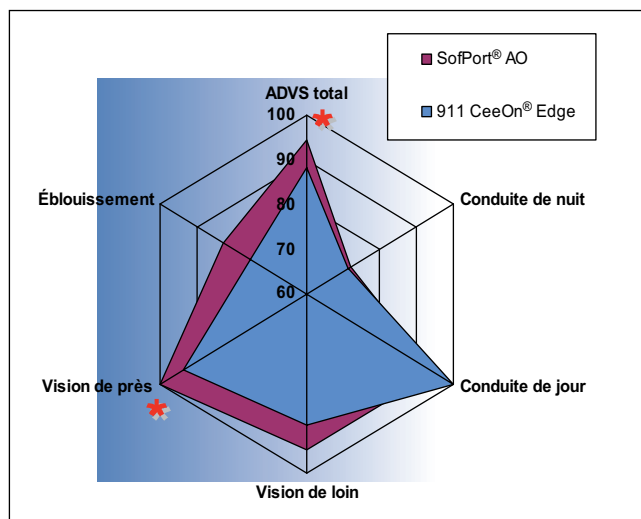 SofPort® AO
911 CeeOn® Edge
ADVS total
100
90
80
70
60
Éblouissement
Conduite de nuit
Vision de près
Conduite de jour
Vision de loin